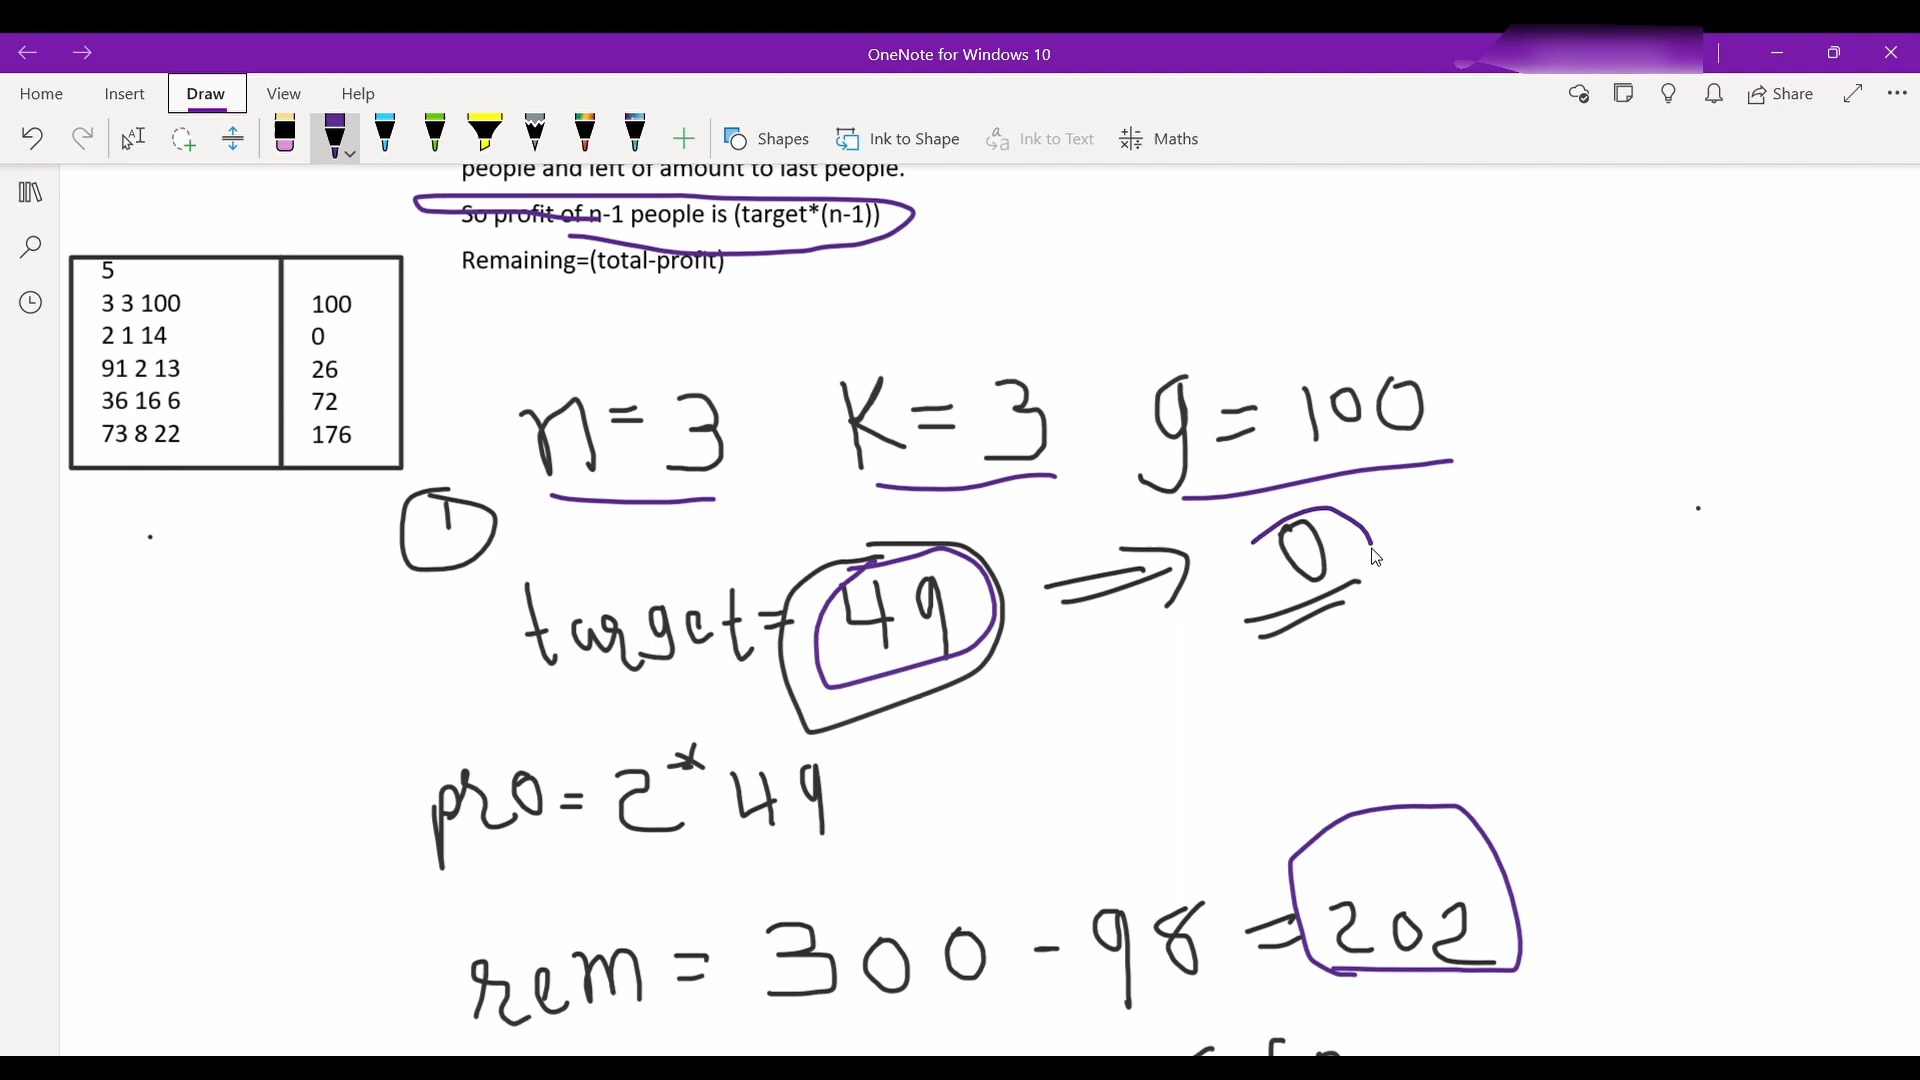 OneNote for Windows 10
Home Insert Draw View Help Share
Shapes Ink to Shape Ink to Text Maths
people and left of amount to last people.
So profit of n-1 people is (target*(n-1))
Remaining=(total-profit)
5
3 3 100 100
2 1 14 0
91 2 13 26
36 16 6 72
73 8 22 176
n=3 K=3 g=100
1
target=49 ⇒ 0
pro=2*49
rem=300-98=202